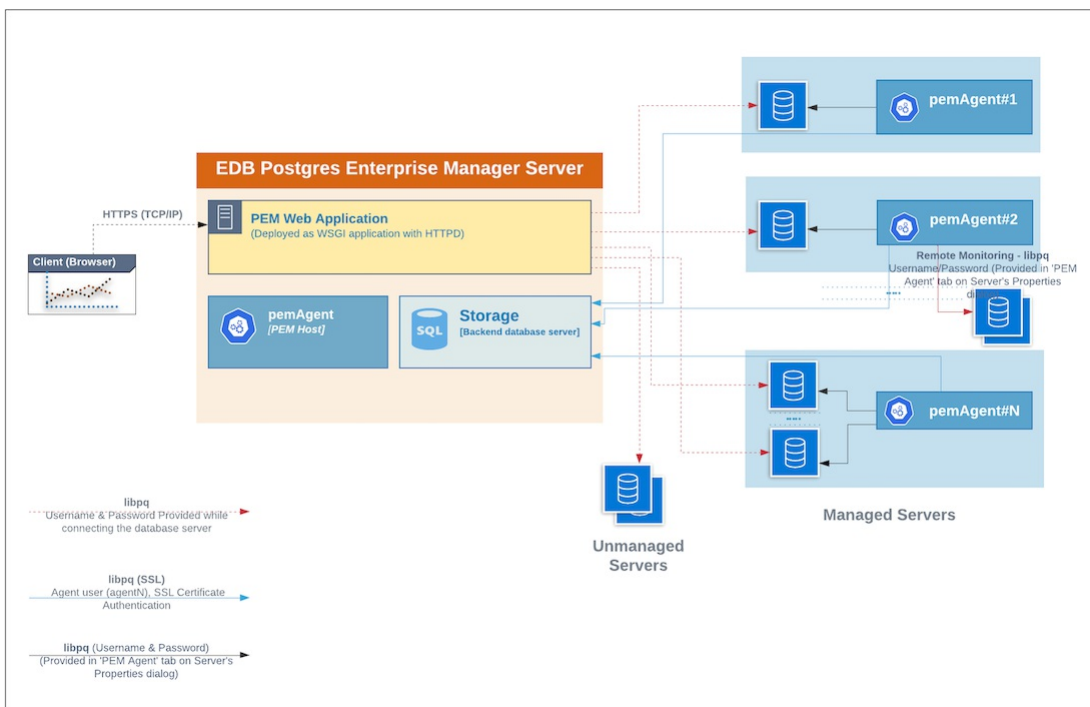 pemAgent#1
EDB Postgres Enterprise Manager Server
PEM Web Application
(Deployed as WSGI application with HTTPD)
HTTPS (TCP/IP)
Client (Browser)
pemAgent#2
Remote Monitoring - libpq
Username/Password (Provided in 'PEM
Agent' tab on Server's Properties
pemAgent
[PEM Host]
SQL
Storage
[Backend database server]
pemAgent#N
Managed Servers
Unmanaged
Servers
libpq
Username & Password Provided while
connecting the database server
libpq (SSL)
Agent user (agentN), SSL Certificate
Authentication
libpq (Username & Password)
(Provided in 'PEM Agent' tab on Server's
Properties dialog)